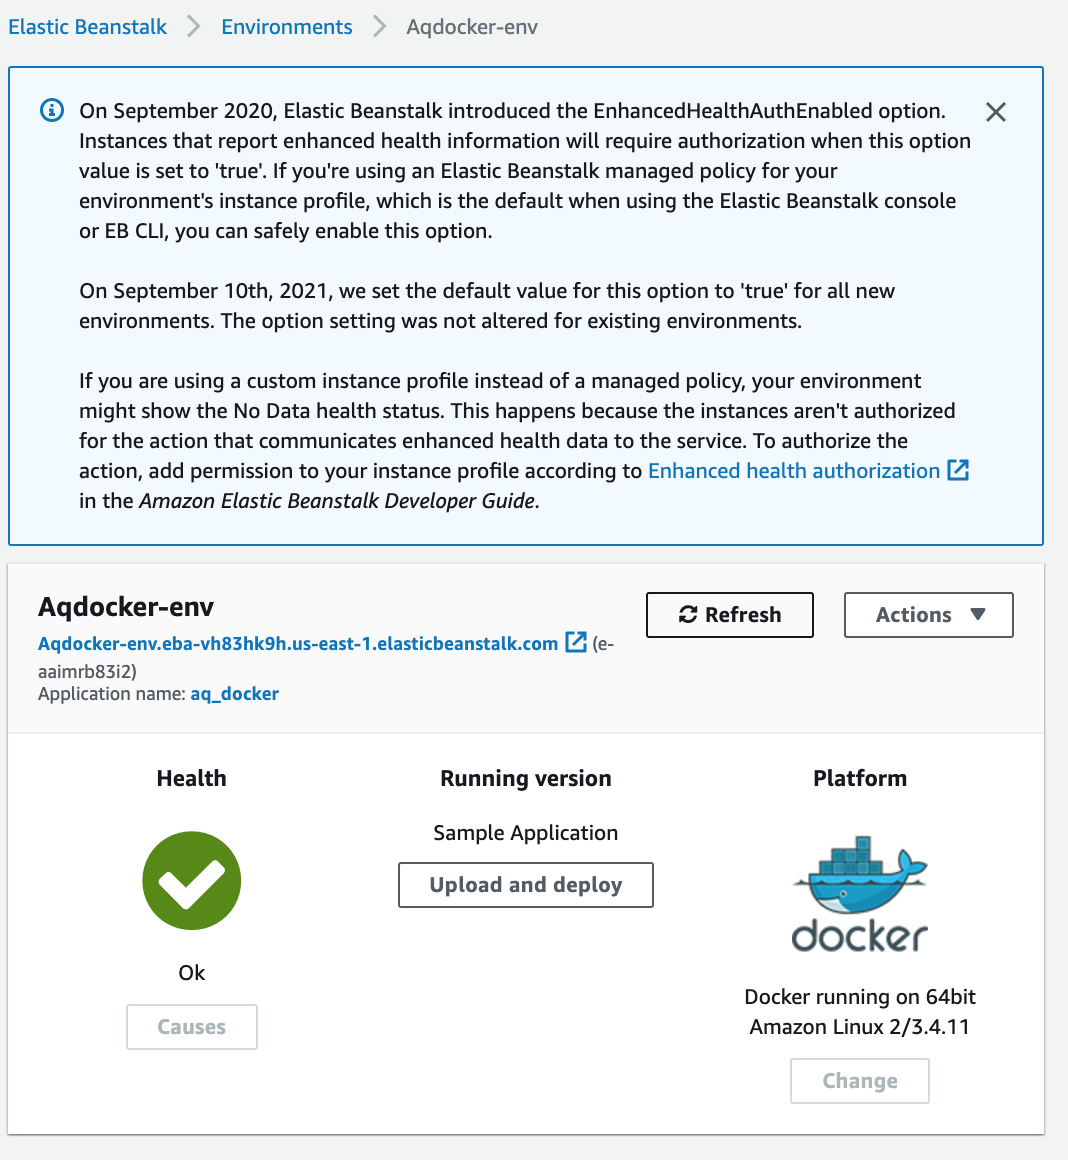 Elastic Beanstalk > Environments > Aqdocker-env
On September 2020, Elastic Beanstalk introduced the EnhancedHealthAuthEnabled option.
Instances that report enhanced health information will require authorization when this option
value is set to 'true'. If you're using an Elastic Beanstalk managed policy for your
environment's instance profile, which is the default when using the Elastic Beanstalk console
or EB CLI, you can safely enable this option.
On September 10th, 2021, we set the default value for this option to 'true' for all new
environments. The option setting was not altered for existing environments.
If you are using a custom instance profile instead of a managed policy, your environment
might show the No Data health status. This happens because the instances aren't authorized
for the action that communicates enhanced health data to the service. To authorize the
action, add permission to your instance profile according to Enhanced health authorization
in the Amazon Elastic Beanstalk Developer Guide.
Aqdocker-env
Aqdocker-env.eba-vh83hk9h.us-east-1.elasticbeanstalk.com (e-
aaimrb83i2)
Application name: aq_docker
Refresh
Actions
Health
Ok
Causes
Running version
Sample Application
Upload and deploy
Platform
docker
Docker running on 64bit
Amazon Linux 2/3.4.11
Change